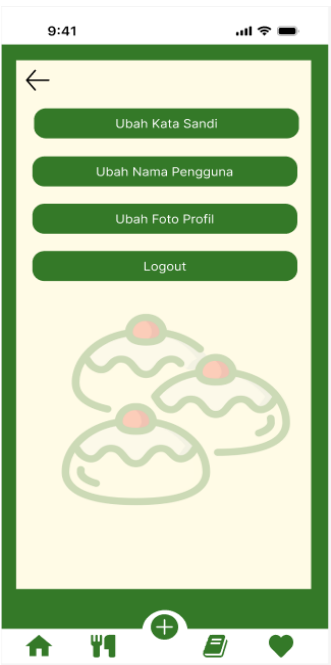 9:41
Ubah Kata Sandi
Ubah Nama Pengguna
Ubah Foto Profil
Logout